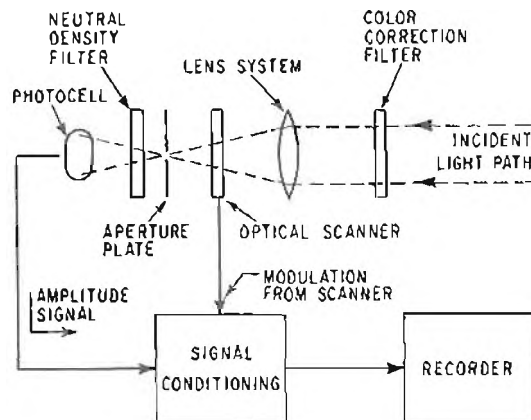 NEUTRAL
DENSITY
FILTER
PHOTOCELL
LENS SYSTEM
COLOR
CORRECTION
FILTER
INCIDENT
LIGHT PATH
APERTURE
PLATE
OPTICAL SCANNER
MODULATION
FROM SCANNER
AMPLITUDE
SIGNAL
SIGNAL
CONDITIONING
RECORDER